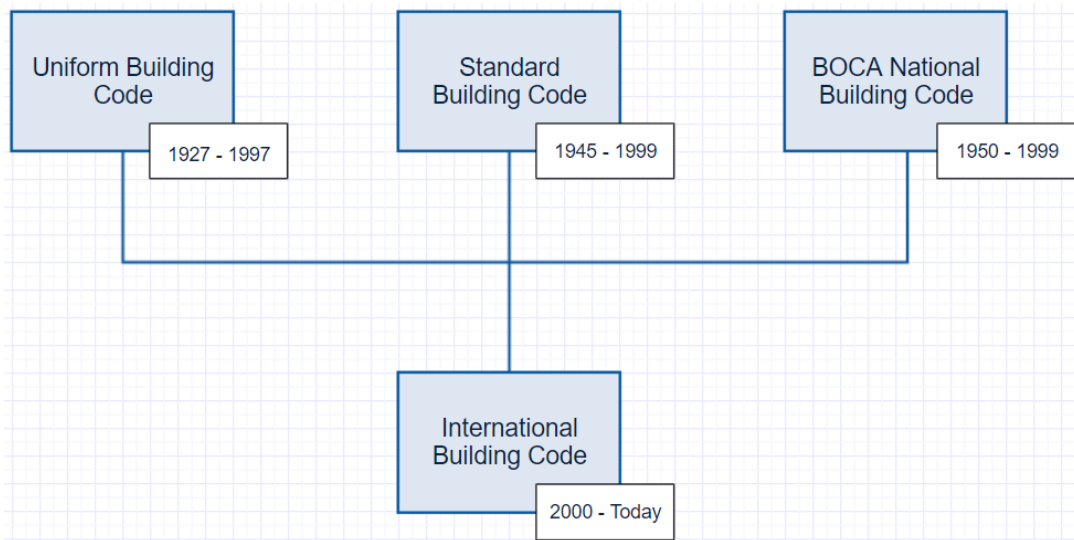 Uniform Building
Code
1927 - 1997
Standard
Building Code
1945 - 1999
BOCA National
Building Code
1950 - 1999
International
Building Code
2000 - Today